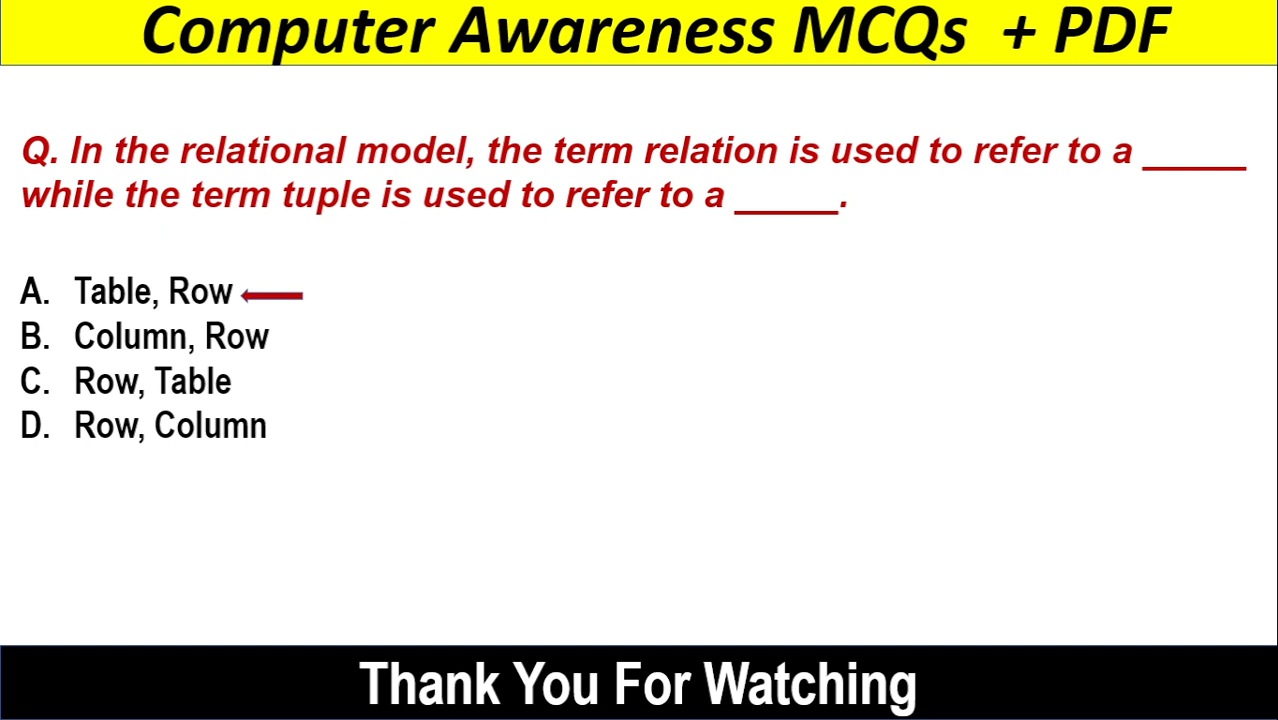 Computer Awareness MCQs + PDF
Q. In the relational model, the term relation is used to refer to a _____
while the term tuple is used to refer to a _____.
A. Table, Row
B. Column, Row
C. Row, Table
D. Row, Column
Thank You For Watching